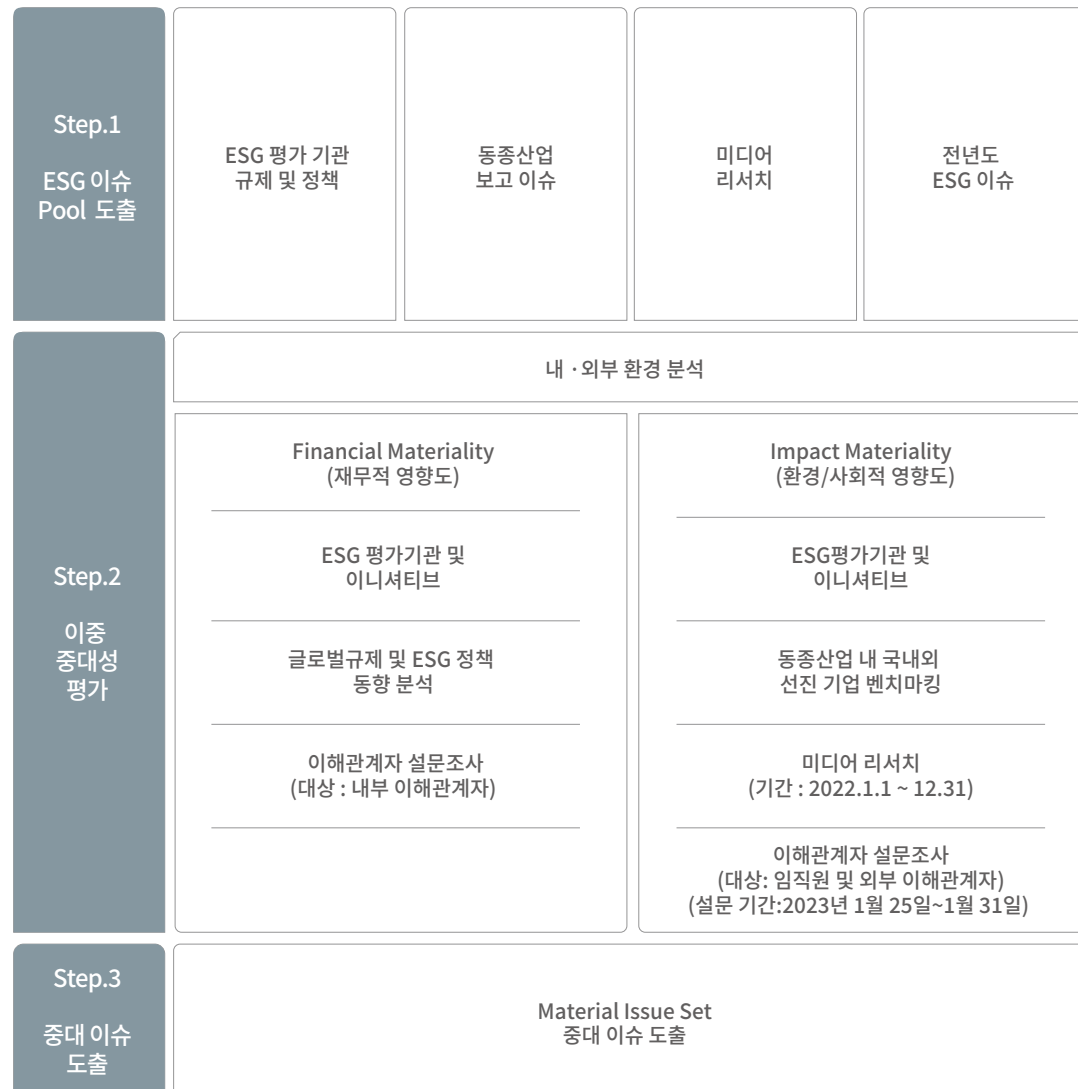 Step.1
ESG 이슈
Pool 도출
ESG 평가 기관
규제 및 정책
동종산업
보고 이슈
미디어
리서치
전년도
ESG 이슈
Step.2
이중
중대성
평가
내 · 외부 환경 분석
Financial Materiality
(재무적 영향도)
ESG 평가기관 및
이니셔티브
글로벌규제 및 ESG 정책
동향 분석
이해관계자 설문조사
(대상 : 내부 이해관계자)
Impact Materiality
(환경/사회적 영향도)
ESG평가기관 및
이니셔티브
동종산업 내 국내외
선진 기업 벤치마킹
미디어 리서치
(기간 : 2022.1.1 ~ 12.31)
이해관계자 설문조사
(대상: 임직원 및 외부 이해관계자)
(설문 기간:2023년 1월 25일~1월 31일)
Step.3
중대 이슈
도출
Material Issue Set
중대 이슈 도출